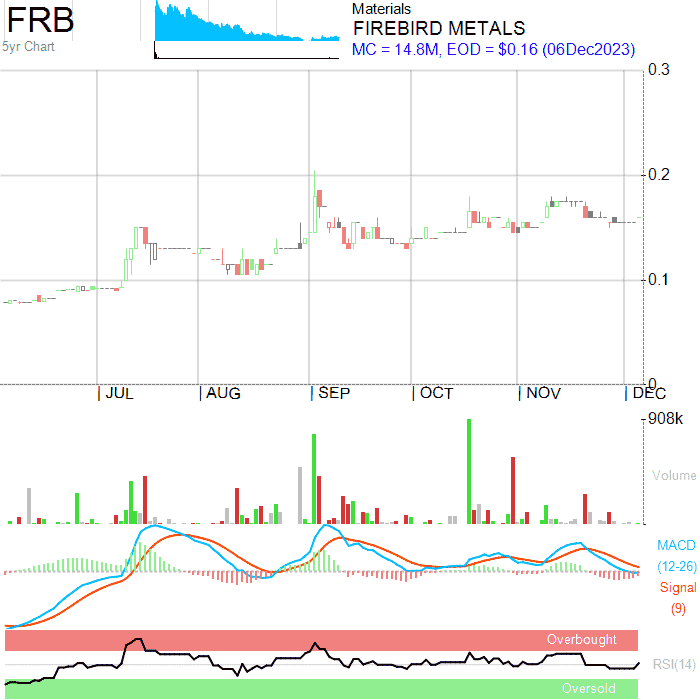 FRB
5yr Chart
Materials
FIREBIRD METALS
MC = 14.8M, EOD = $0.16 (06Dec2023)
0.3
0.2
0.1
0
JUL
AUG
SEP
OCT
NOV
DEC
908k
Volume
MACD
(12-26)
Signal
(9)
Overbought
RSI(14)
Oversold